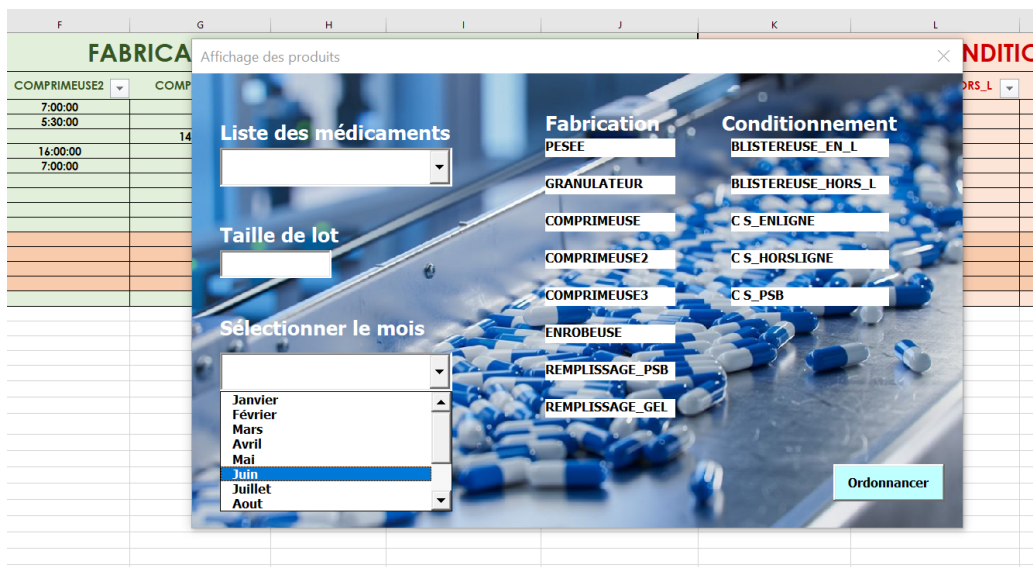 F G H I J K L
FABRICA
NDITIC
Affichage des produits
COMPRIMEUSE2
COMP
ORS_L
7:00:00
5:30:00
14
16:00:00
7:00:00
Liste des médicaments
Taille de lot
Sélectionner le mois
Janvier
Février
Mars
Avril
Mai
Juin
Juillet
Aout
Fabrication
PESEE
GRANULATEUR
COMPRIMEUSE
COMPRIMEUSE2
COMPRIMEUSE3
ENROBEUSE
REMPLISSAGE_PSB
REMPLISSAGE_GEL
Conditionnement
BLISTEREUSE_EN_L
BLISTEREUSE_HORS_L
C S_ENLIGNE
C S_HORSLIGNE
C S_PSB
Ordonnancer